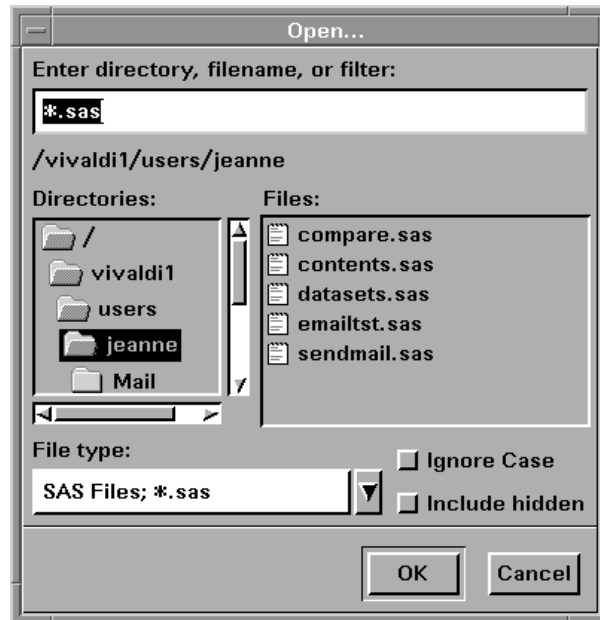 Open...
Enter directory, filename, or filter:
*.sas
/vivaldi1/users/jeanne
Directories:
/
vivaldi1
users
jeanne
Mail
Files:
compare.sas
contents.sas
datasets.sas
emailtst.sas
sendmail.sas
File type:
SAS Files; *.sas
Ignore Case
Include hidden
OK
Cancel